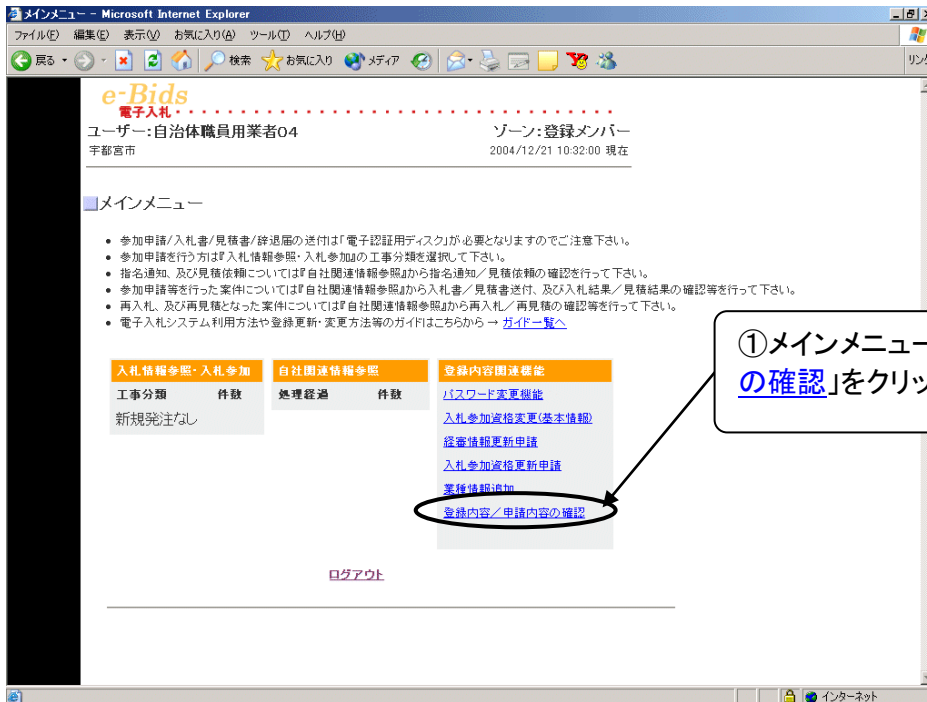 メインメニュー - Microsoft Internet Explorer
ファイル(F) 編集(E) 表示(V) お気に入り(A) ツール(T) ヘルプ(H)
戻る 検索 お気に入り メディア リンク
e-Bids
電子入札
ユーザー：自治体職員用業者04 ゾーン：登録メンバー
宇都宮市 2004/12/21 10:32:00 現在
メインメニュー
• 参加申請/入札書/見積書/辞退届の送付は「電子認証用ディスク」が必要となりますのでご注意下さい。
• 参加申請を行う方は『入札情報参照・入札参加』の工事分類を選択して下さい。
• 指名通知、及び見積依頼については『自社関連情報参照』から指名通知／見積依頼の確認を行って下さい。
• 参加申請等を行った案件については『自社関連情報参照』から入札書／見積書送付、及び入札結果／見積結果の確認等を行って下さい。
• 再入札、及び再見積となった案件については『自社関連情報参照』から再入札／再見積の確認等を行って下さい。
• 電子入札システム利用方法や登録更新・変更方法等のガイドはこちらから → ガイド一覧へ
入札情報参照・入札参加 自社関連情報参照 登録内容関連機能
工事分類 件数 処理経過 件数 パスワード変更機能
新規発注なし 入札参加資格変更(基本情報)
経審情報更新申請
入札参加資格更新申請
業種情報追加
登録内容／申請内容の確認
①メインメニュー
の確認」をクリッ
ログアウト
インターネット